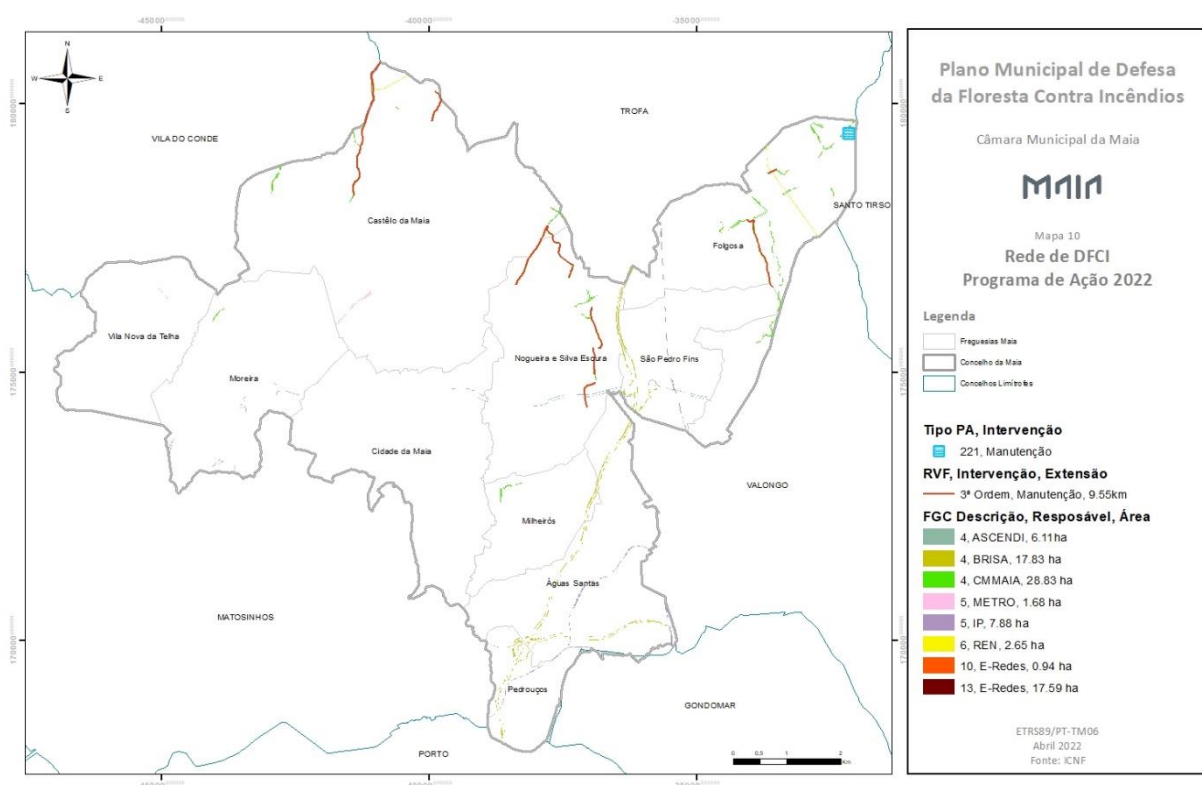 -45000
-40000
-35000
N
W
E
S
180000
180000
TROFA
VILA DO CONDE
SANTO TIRSO
Castêlo da Maia
Folgosa
Vila Nova da Telha
Nogueira e Silva Escura
São Pedro Fins
175000
175000
Moreira
Cidade da Maia
VALONGO
Milheirós
Águas Santas
MATOSINHOS
170000
170000
Pedrouços
GONDOMAR
PORTO
0 0,5 1 2
Km
Plano Municipal de Defesa
da Floresta Contra Incêndios
Câmara Municipal da Maia
MAIA
Mapa 10
Rede de DFCI
Programa de Ação 2022
Legenda
Freguesias Maia
Concelho da Maia
Concelhos Limítrofes
Tipo PA, Intervenção
221, Manutenção
RVF, Intervenção, Extensão
3ª Ordem, Manutenção, 9.55km
FGC Descrição, Resposável, Área
4, ASCENDI, 6.11ha
4, BRISA, 17.83 ha
4, CMMAIA, 28.83 ha
5, METRO, 1.68 ha
5, IP, 7.88 ha
6, REN, 2.65 ha
10, E-Redes, 0.94 ha
13, E-Redes, 17.59 ha
ETRS89/PT-TM06
Abril 2022
Fonte: ICNF